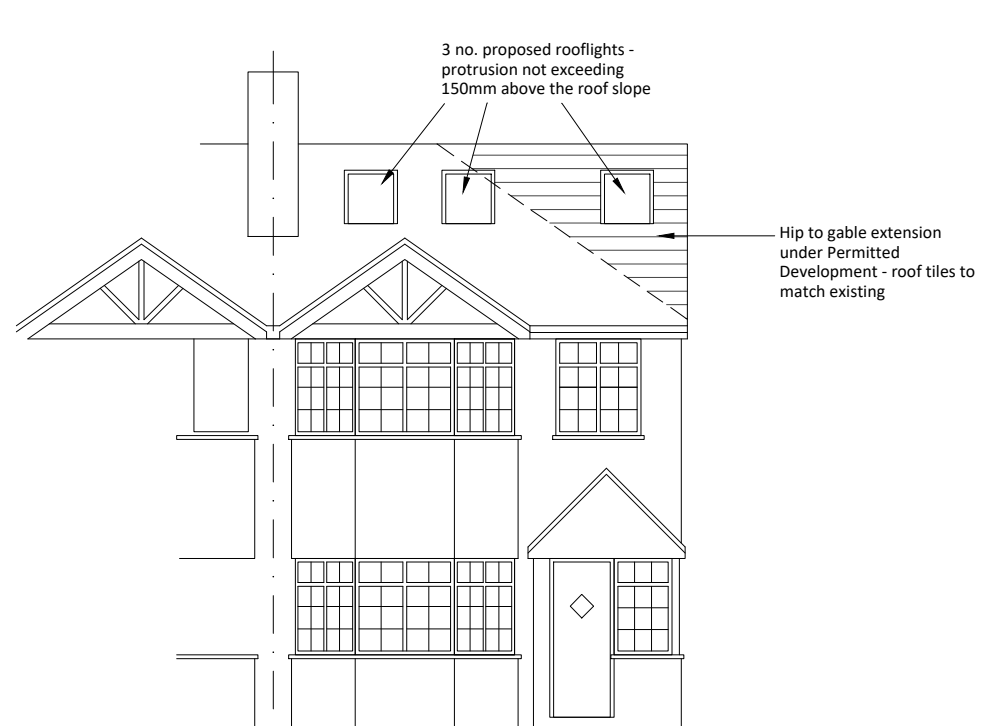 3 no. proposed rooflights -
protrusion not exceeding
150mm above the roof slope
Hip to gable extension
under Permitted
Development - roof tiles to
match existing